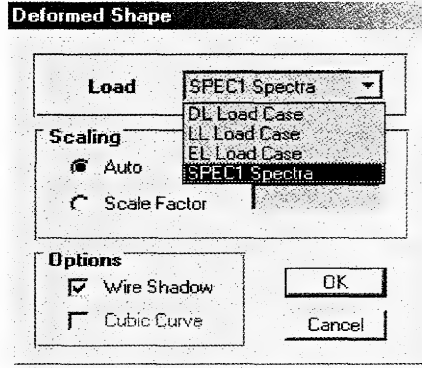 Deformed Shape
Load
SPEC1 Spectra
DL Load Case
LL Load Case
EL Load Case
SPEC1 Spectra
Scaling
Auto
Scale Factor
Options
Wire Shadow
Cubic Curve
OK
Cancel